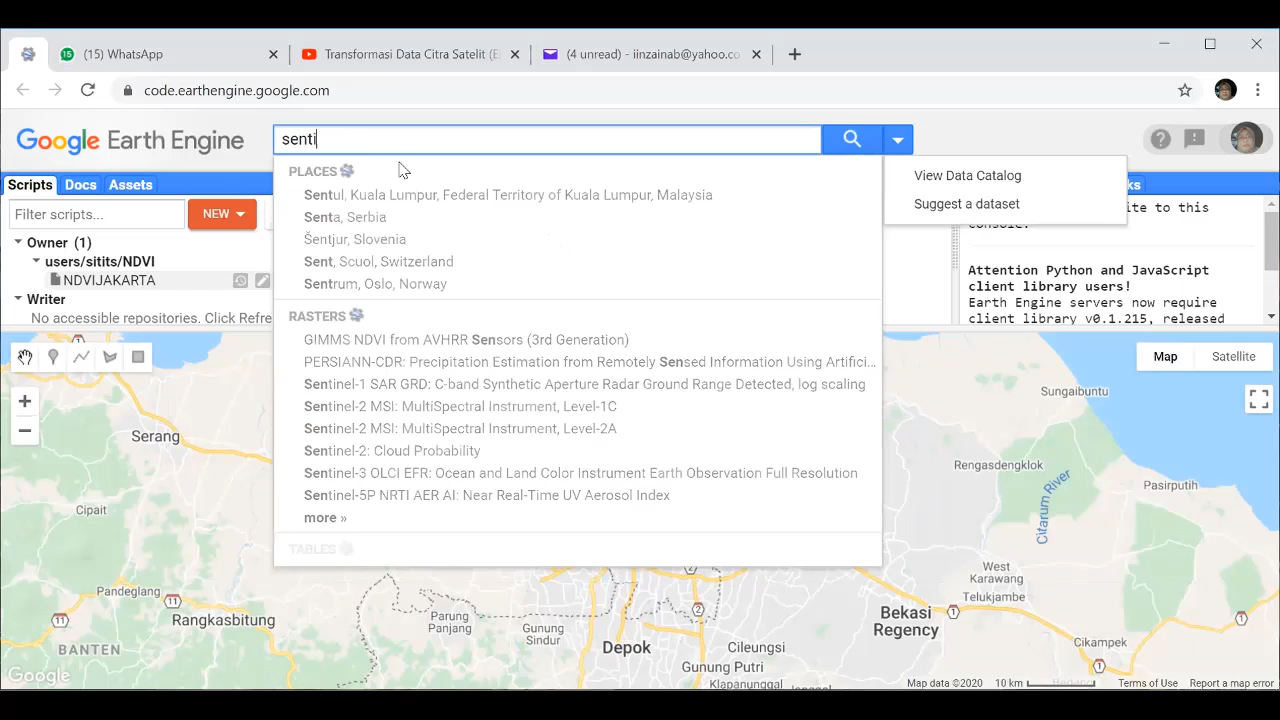 (15) WhatsApp
Transformasi Data Citra Satelit (E
(4 unread) - iinzainab@yahoo.co
code.earthengine.google.com
Google Earth Engine
senti
Scripts Docs Assets
Filter scripts...
NEW
Owner (1)
users/sitits/NDVI
NDVIJAKARTA
Writer
No accessible repositories. Click Refre
PLACES
Sentul, Kuala Lumpur, Federal Territory of Kuala Lumpur, Malaysia
Senta, Serbia
Šentjur, Slovenia
Sent, Scuol, Switzerland
Sentrum, Oslo, Norway
RASTERS
GIMMS NDVI from AVHRR Sensors (3rd Generation)
PERSIANN-CDR: Precipitation Estimation from Remotely Sensed Information Using Artifici...
Sentinel-1 SAR GRD: C-band Synthetic Aperture Radar Ground Range Detected, log scaling
Sentinel-2 MSI: MultiSpectral Instrument, Level-1C
Sentinel-2 MSI: MultiSpectral Instrument, Level-2A
Sentinel-2: Cloud Probability
Sentinel-3 OLCI EFR: Ocean and Land Color Instrument Earth Observation Full Resolution
Sentinel-5P NRTI AER AI: Near Real-Time UV Aerosol Index
more »
TABLES
View Data Catalog
Suggest a dataset
ks
ite to this
console.
Attention Python and JavaScript
client library users!
Earth Engine servers now require
client library v0.1.215, released
Map Satellite
Serang
Cipait
Pandeglang
11
11
Rangkasbitung
BANTEN
Google
Parung
Panjang
Gunung
Sindur
Depok
2
2
Cileungsi
Gunung Putri
Kapanunggal
Bekasi
Regency
1
West
Karawang
Telukjambe
Cikampek
1
1
Sungaibuntu
Rengasdengklok
Pasirputih
Citarum River
Map data ©2020 10 km Terms of Use Report a map error